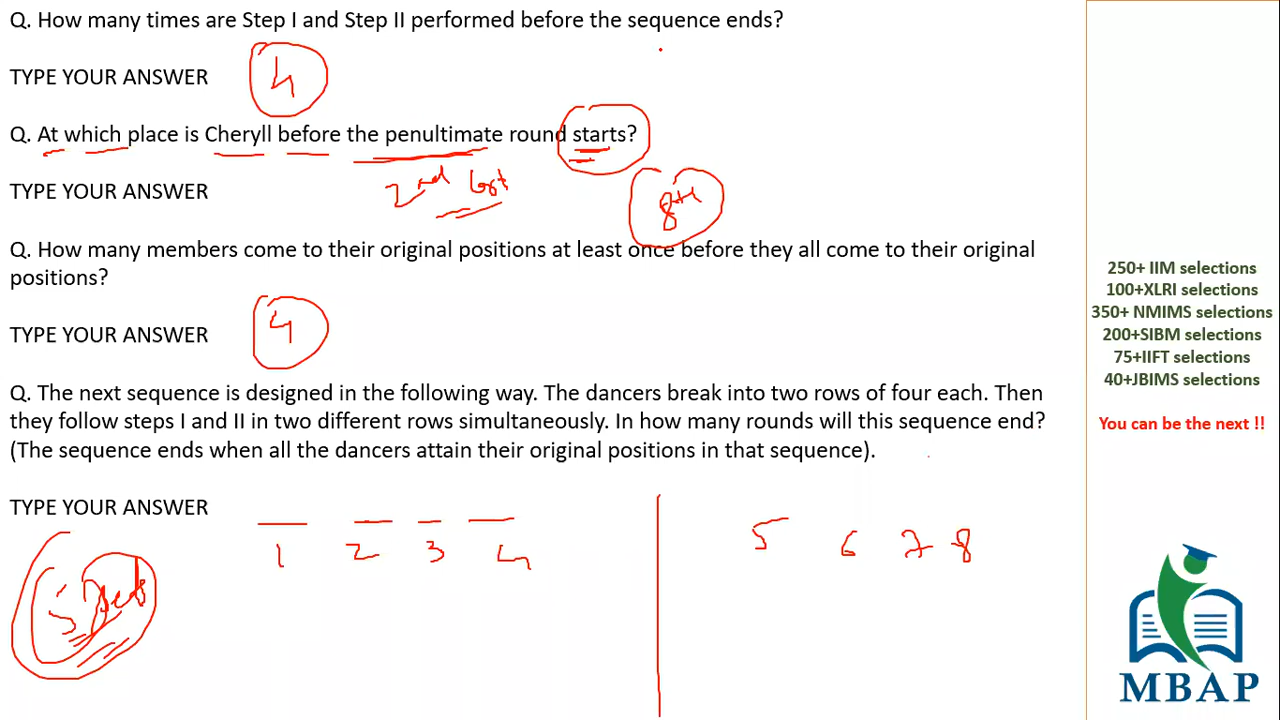 Q. How many times are Step I and Step II performed before the sequence ends?
TYPE YOUR ANSWER
4
Q. At which place is Cheryll before the penultimate round starts?
TYPE YOUR ANSWER
2nd last
8th
Q. How many members come to their original positions at least once before they all come to their original
positions?
TYPE YOUR ANSWER
4
Q. The next sequence is designed in the following way. The dancers break into two rows of four each. Then
they follow steps I and II in two different rows simultaneously. In how many rounds will this sequence end?
(The sequence ends when all the dancers attain their original positions in that sequence).
TYPE YOUR ANSWER
1 2 3 4
5 6 7 8
5
250+ IIM selections
100+XLRI selections
350+ NMIMS selections
200+SIBM selections
75+IIFT selections
40+JBIMS selections
You can be the next !!
MBAP